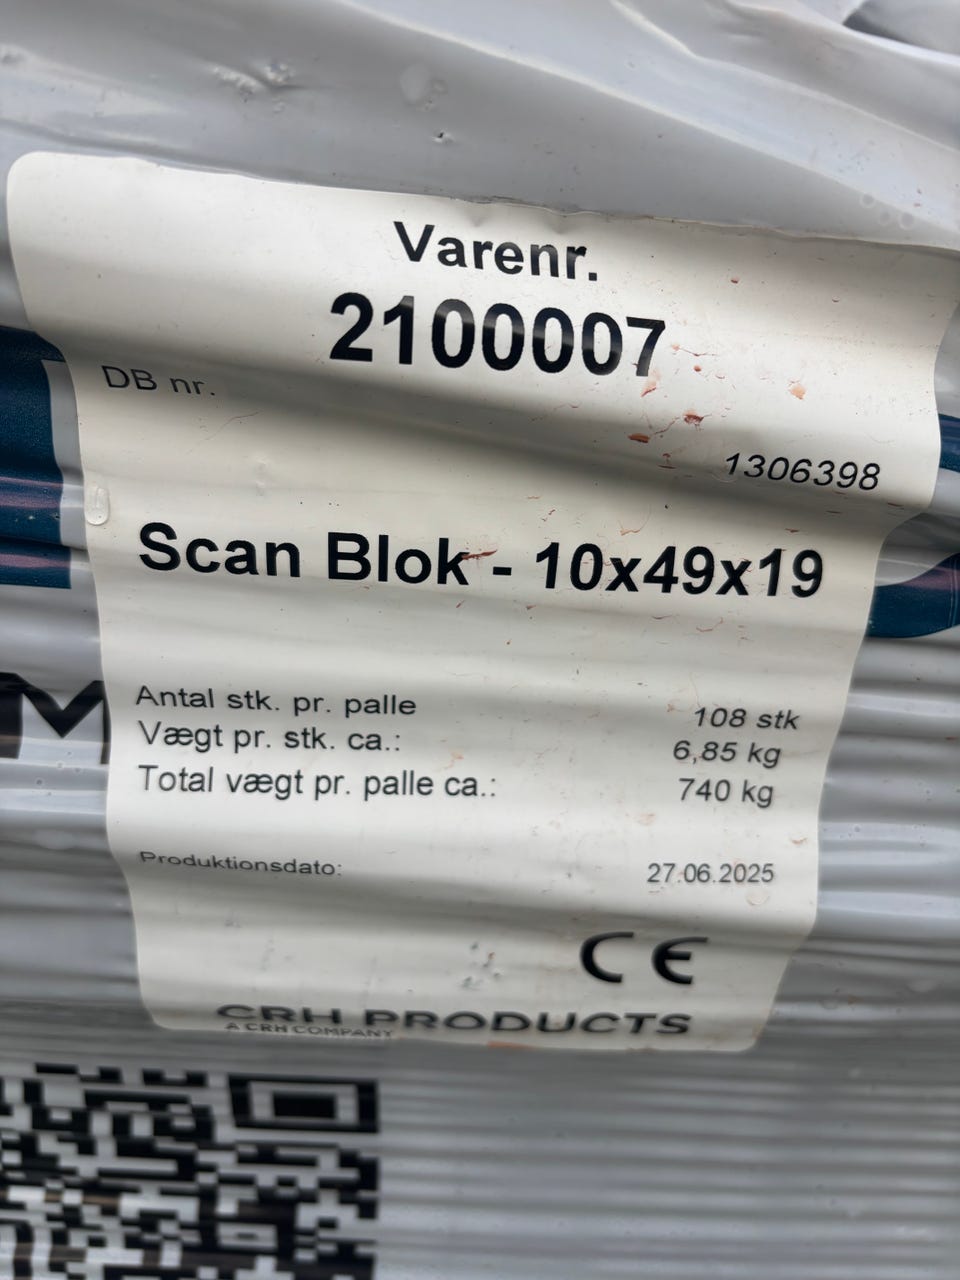 Varenr.
2100007
DB nr.
1306398
Scan Blok - 10x49x19
Antal stk. pr. palle 108 stk
Vægt pr. stk. ca.: 6,85 kg
Total vægt pr. palle ca.: 740 kg
Produktionsdato: 27.06.2025
CE
CRH PRODUCTS
A CRH COMPANY
M